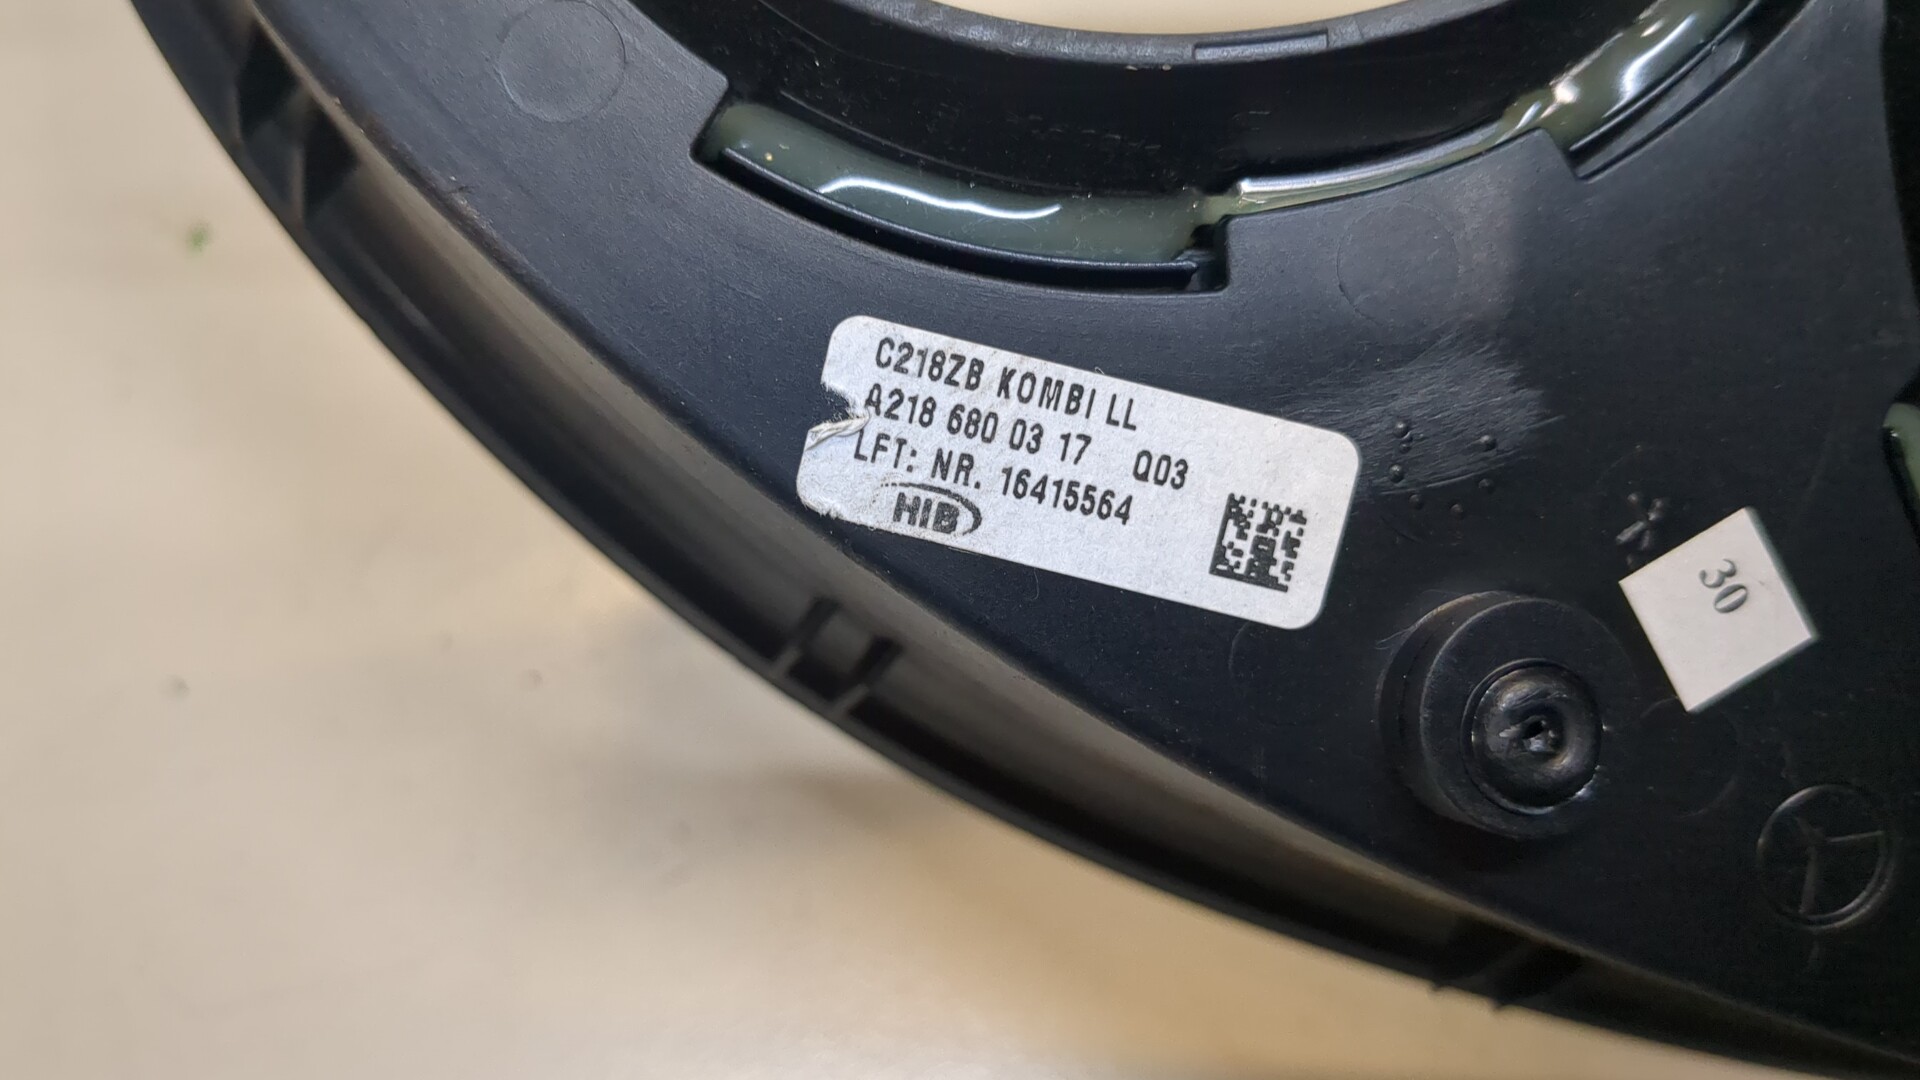 C218ZB KOMBI LL
A218 680 03 17 Q03
LFT: NR. 16415564
HIB
30